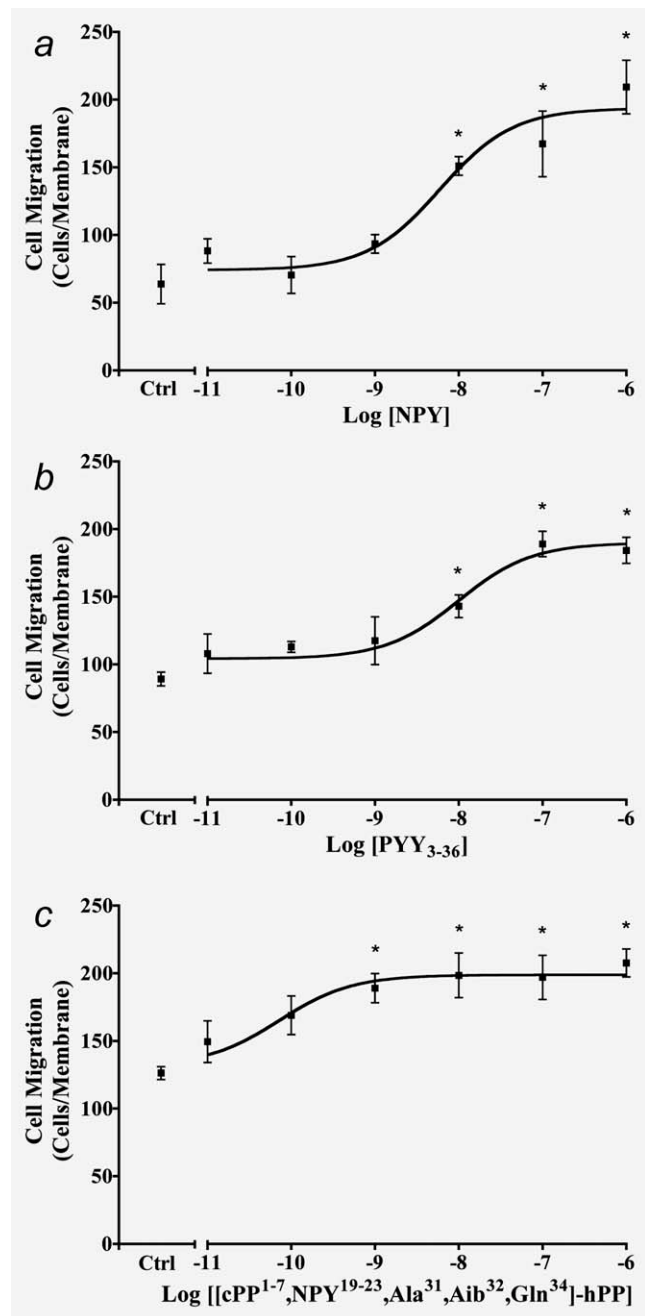 a
Cell Migration
(Cells/Membrane)
250
200
150
100
50
0
* * *
Ctrl -11 -10 -9 -8 -7 -6
Log [NPY]
b
Cell Migration
(Cells/Membrane)
250
200
150
100
50
0
* * *
Ctrl -11 -10 -9 -8 -7 -6
Log [PYY3-36]
c
Cell Migration
(Cells/Membrane)
250
200
150
100
50
0
* * * *
Ctrl -11 -10 -9 -8 -7 -6
Log [[cPP1-7,NPY19-23,Ala31,Aib32,Gln34]-hPP]